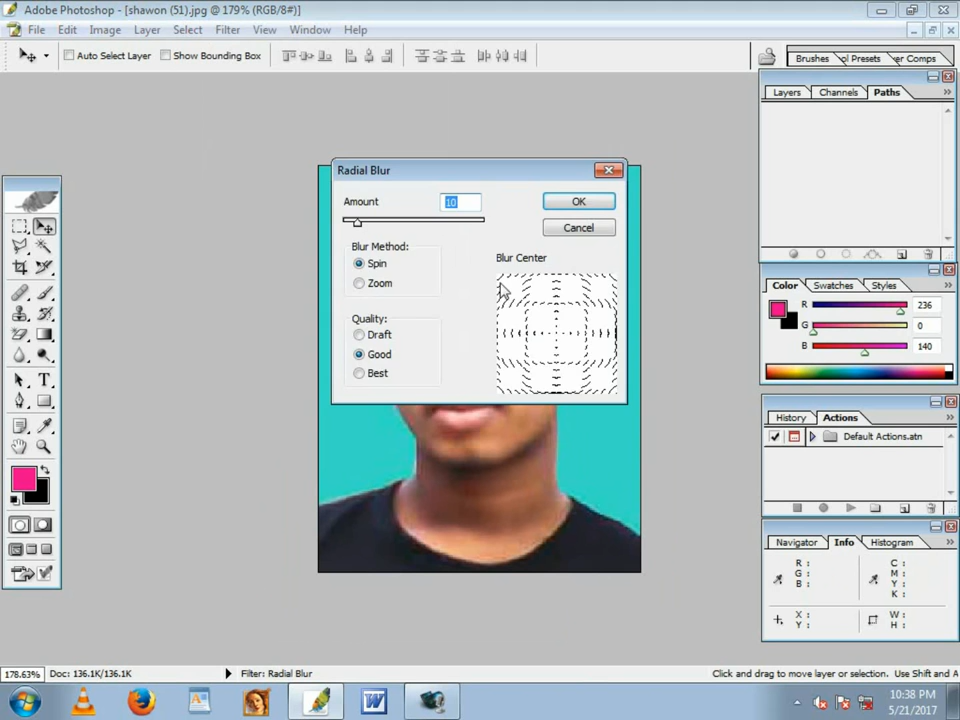 Adobe Photoshop - [shawon (51).jpg @ 179% (RGB/8#)]
File Edit Image Layer Select Filter View Window Help
Auto Select Layer Show Bounding Box
Brushes ol Presets er Comps
Layers Channels Paths
Radial Blur
Amount 10 OK
Cancel
Blur Method:
Spin
Zoom
Blur Center
Quality:
Draft
Good
Best
Color Swatches Styles
R 236
G 0
B 140
History Actions
Default Actions.atn
Navigator Info Histogram
R : C :
G : M :
B : Y :
K :
X : W :
Y : H :
178.63% Doc: 136.1K/136.1K Filter: Radial Blur Click and drag to move layer or selection. Use Shift and A
10:38 PM
5/21/2017